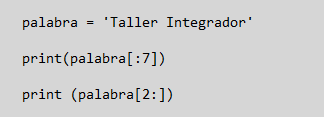 palabra = 'Taller Integrador'
print(palabra[:7])
print (palabra[2:])